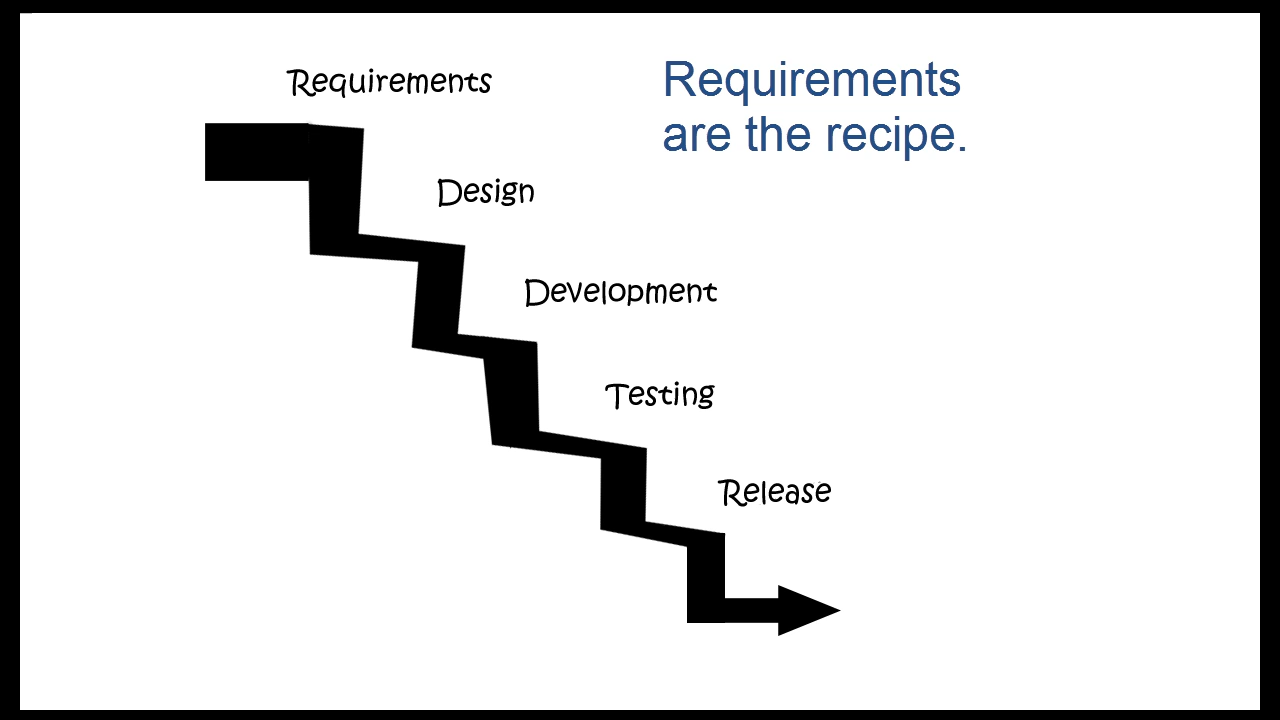 Requirements
Requirements
are the recipe.
Design
Development
Testing
Release